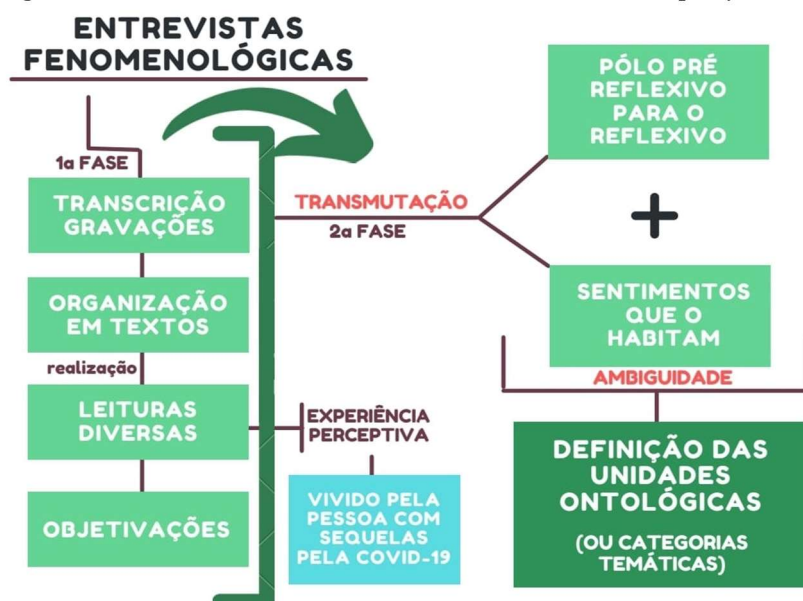 ENTREVISTAS
FENOMENOLÓGICAS
1a FASE
TRANSCRIÇÃO
GRAVAÇÕES
ORGANIZAÇÃO
EM TEXTOS
realização
LEITURAS
DIVERSAS
OBJETIVAÇÕES
EXPERIÊNCIA
PERCEPTIVA
VIVIDO PELA
PESSOA COM
SEQUELAS
PELA COVID-19
TRANSMUTAÇÃO
2a FASE
PÓLO PRÉ
REFLEXIVO
PARA O
REFLEXIVO
+
SENTIMENTOS
QUE O
HABITAM
AMBIGUIDADE
DEFINIÇÃO DAS
UNIDADES
ONTOLÓGICAS
(OU CATEGORIAS
TEMÁTICAS)